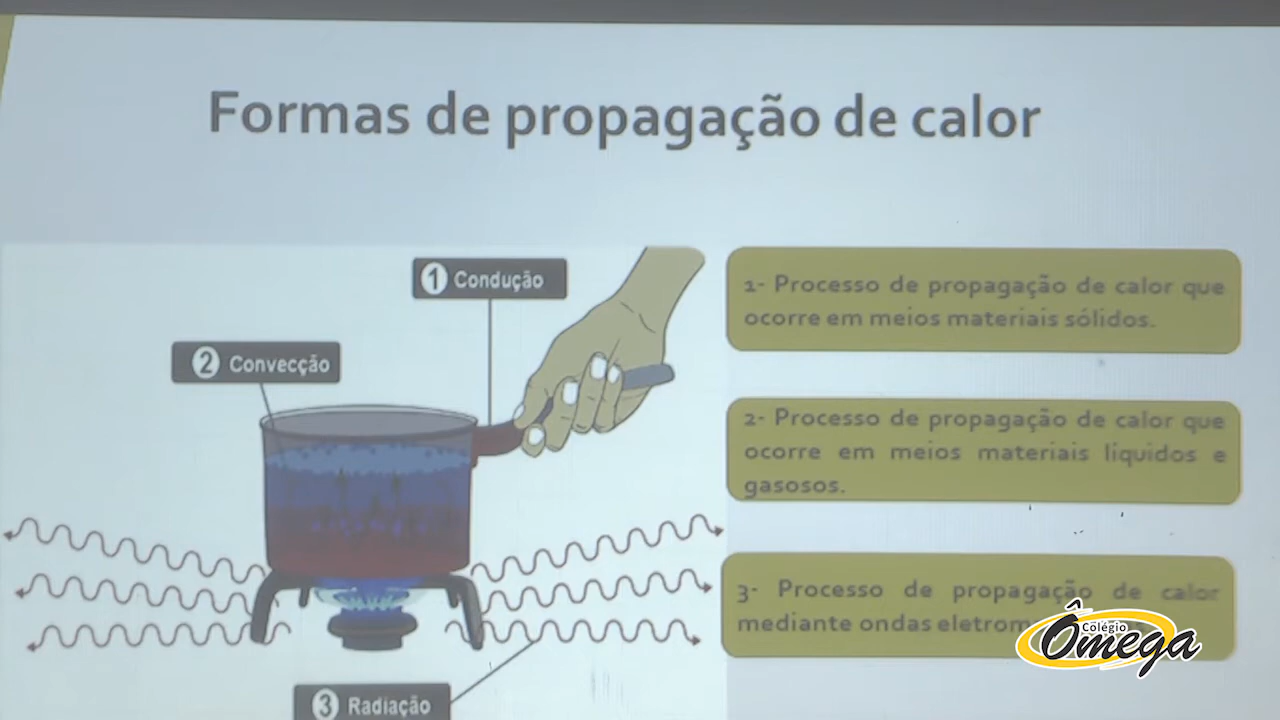 Formas de propagação de calor
1 Condução
2 Convecção
3 Radiação
1- Processo de propagação de calor que
ocorre em meios materiais sólidos.
2- Processo de propagação de calor que
ocorre em meios materiais líquidos e
gasosos.
3- Processo de propagação de calor
mediante ondas
Colégio
Ômega